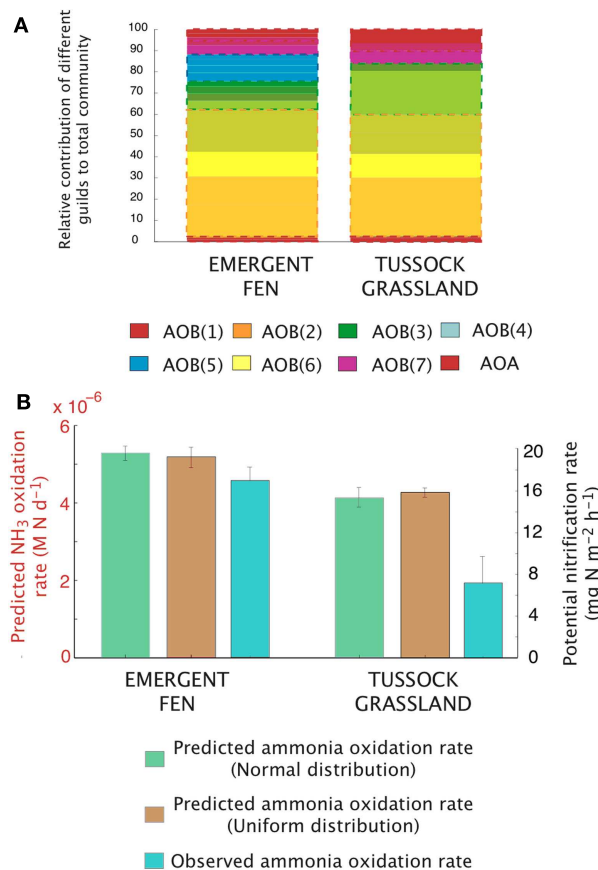 A
Relative contribution of different
guilds to total community
100
90
80
70
60
50
40
30
20
10
0
EMERGENT
FEN
TUSSOCK
GRASSLAND
AOB(1) AOB(2) AOB(3) AOB(4)
AOB(5) AOB(6) AOB(7) AOA
B
x 10⁻⁶
Predicted NH₃ oxidation
rate (M N d⁻¹)
6
4
2
0
20
16
12
8
4
0
Potential nitrification rate
(mg N m⁻² h⁻¹)
EMERGENT
FEN
TUSSOCK
GRASSLAND
Predicted ammonia oxidation rate
(Normal distribution)
Predicted ammonia oxidation rate
(Uniform distribution)
Observed ammonia oxidation rate